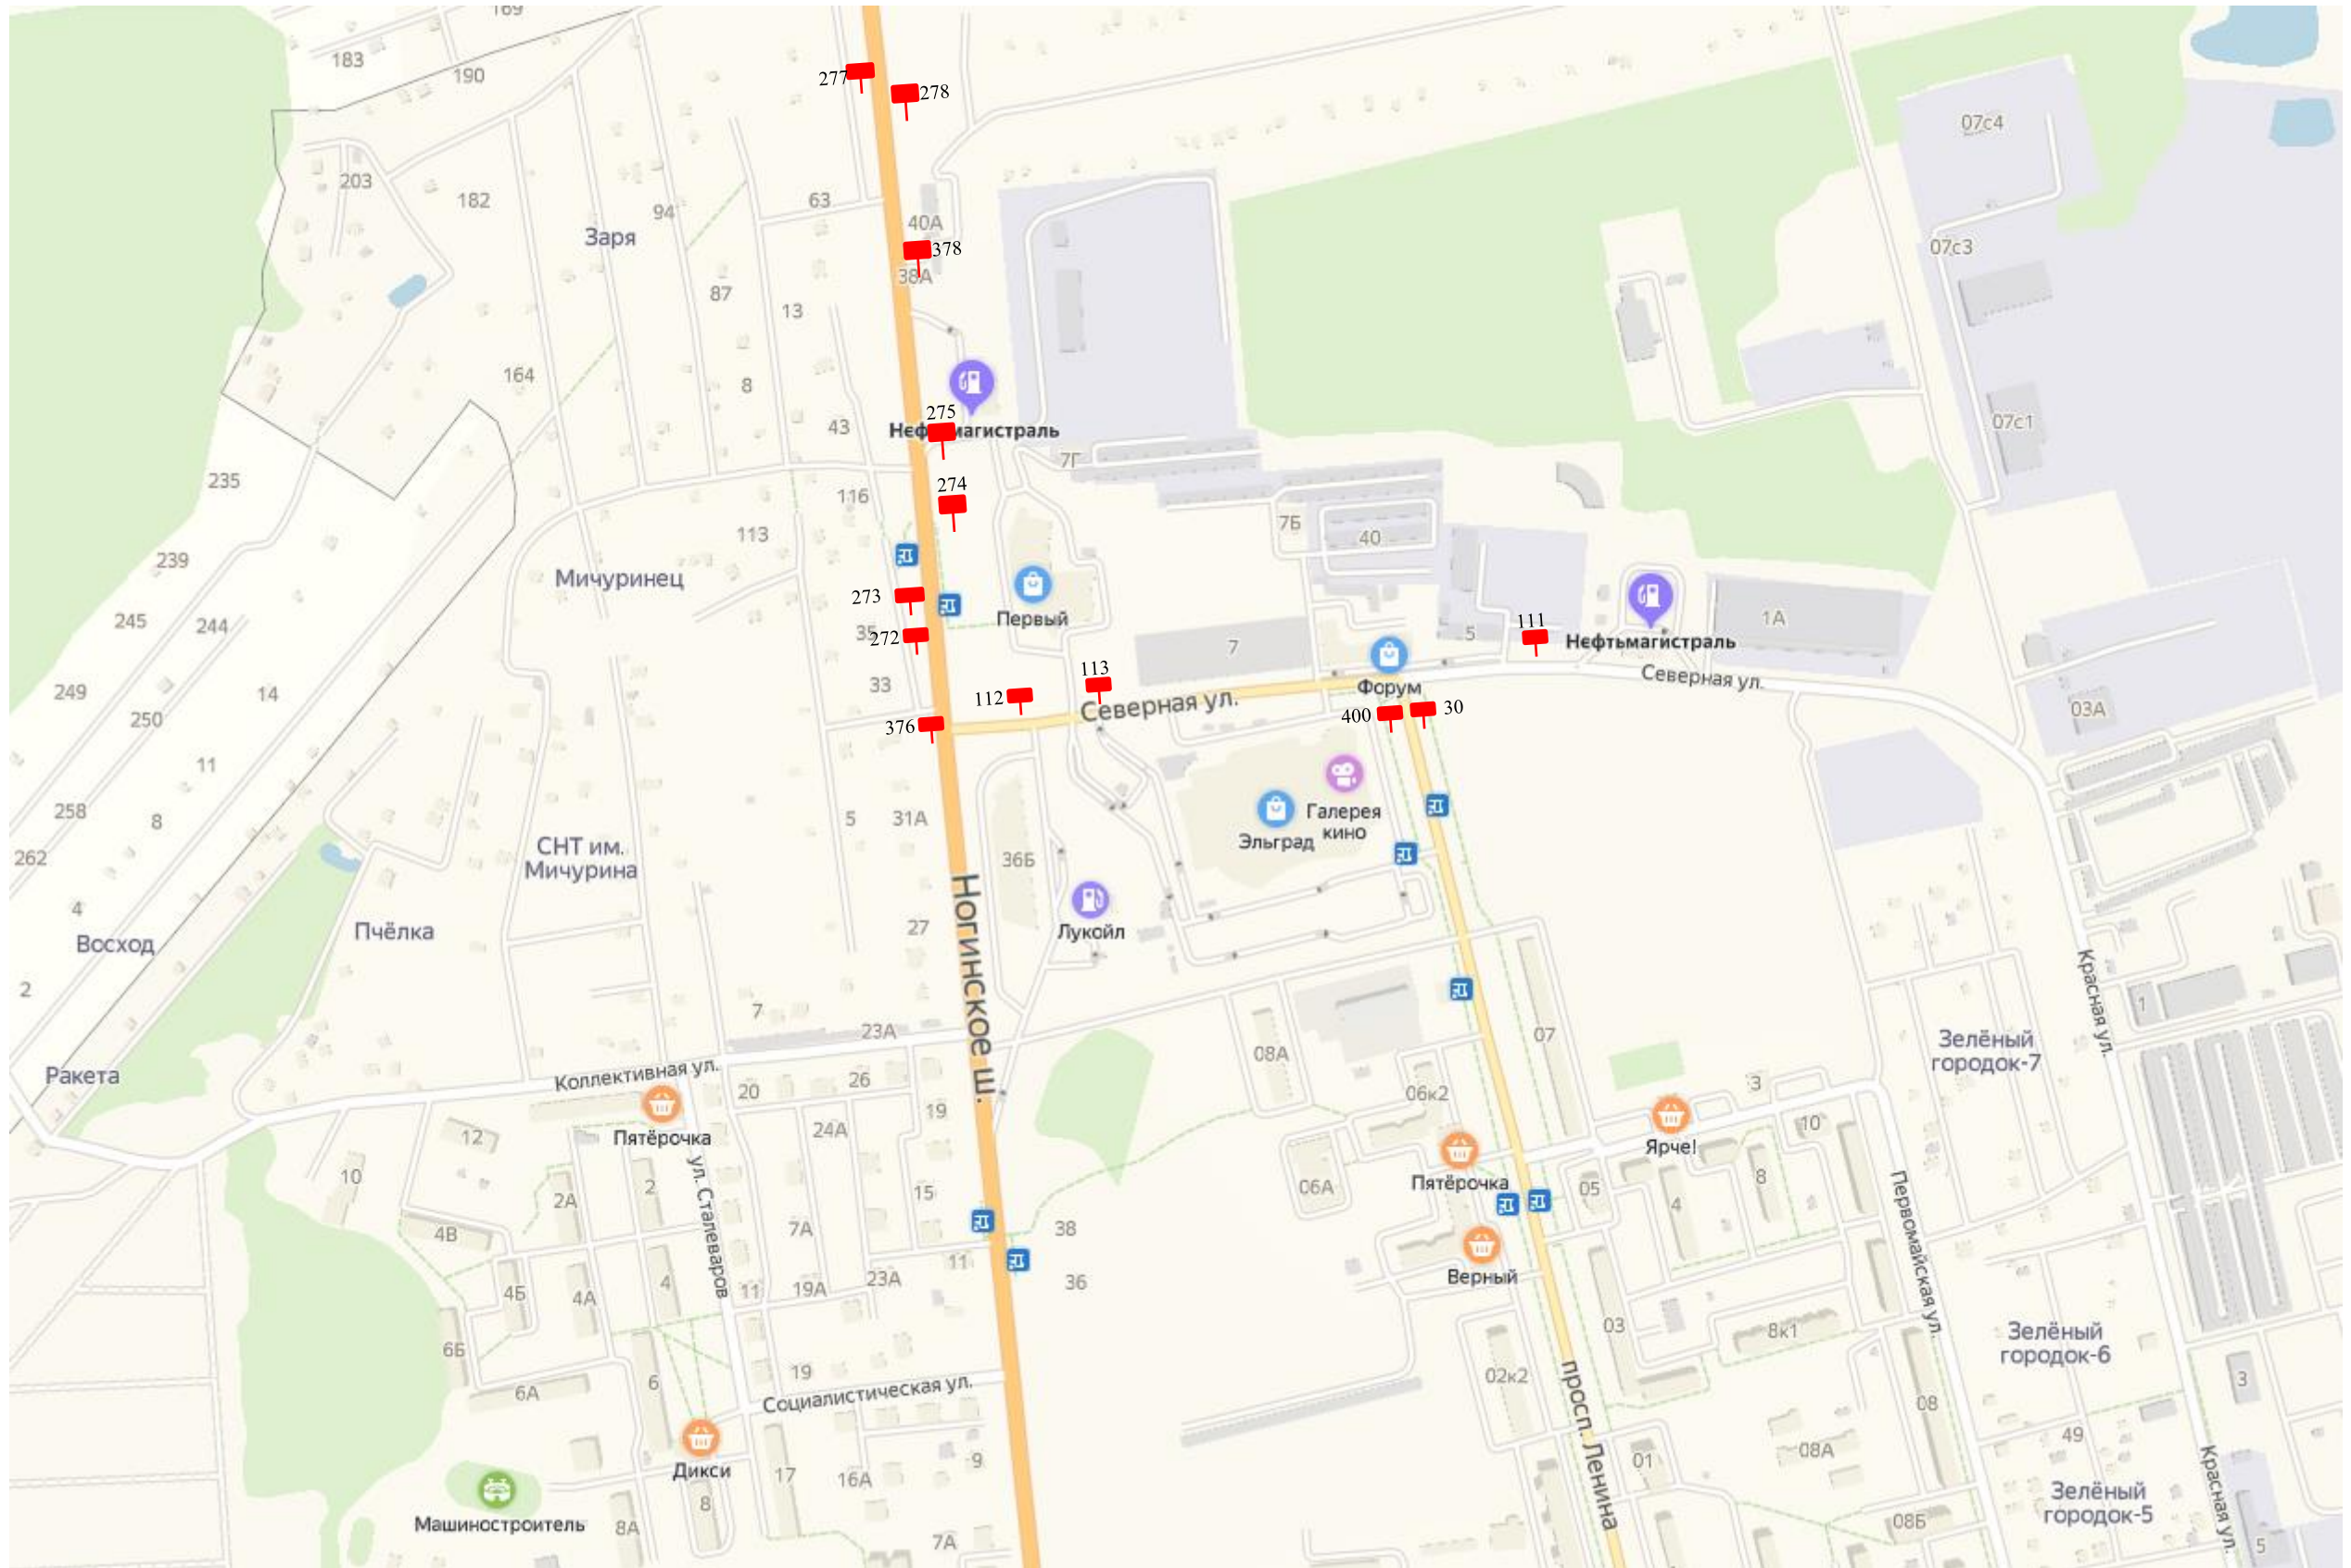 169
183
190
277
278
07с4
203
182
63
94
40А
Заря
07с3
378
38А
87
13
164
8
275
43
Нефтьмагистраль
07с1
7Г
235
274
116
7Б
113
40
239
Мичуринец
273
Первый
245
244
35
272
111
5
1А
Нефтьмагистраль
7
249
14
33
113
112
Форум
Северная ул.
Северная ул.
250
376
400
30
03А
11
258
8
5
31А
Галерея
кино
Эльград
СНТ им.
Мичурина
262
36Б
4
Восход
Пчёлка
27
Лукойл
2
Ногинское ш.
Красная ул.
1
7
23А
07
08А
Зелёный
городок-7
Ракета
Коллективная ул.
20
26
3
06к2
19
24А
12
Пятёрочка
10
Ярче!
10
2А
2
15
Пятёрочка
06А
05
8
4
ул. Сталеваров
Первомайская ул.
4В
7А
38
11
36
Верный
4Б
4А
4
11
19А
23А
03
8к1
Зелёный
городок-6
6Б
19
6А
6
Социалистическая ул.
02к2
просп. Ленина
3
08
49
Дикси
17
16А
9
01
08А
Красная ул.
Зелёный
городок-5
Машиностроитель
8А
8
7А
08Б
5